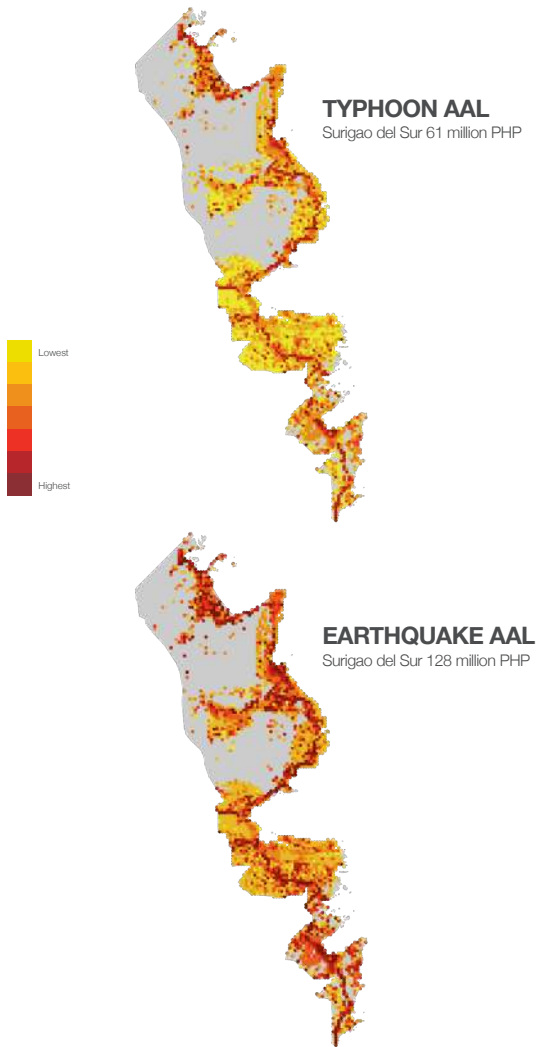 TYPHOON AAL
Surigao del Sur 61 million PHP
Lowest
Highest
EARTHQUAKE AAL
Surigao del Sur 128 million PHP